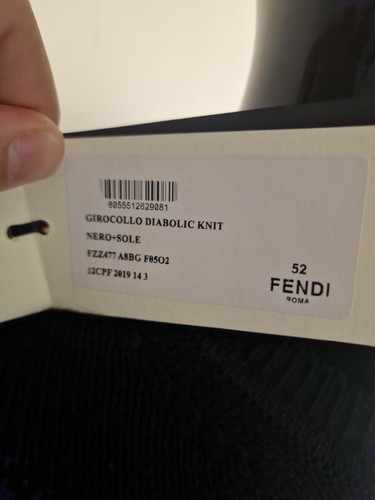 8055512629081
GIROCOLLO DIABOLIC KNIT
NERO+SOLE
FZZ477 A8BG F05O2
12CPF 2019 14 3
52
FENDI
ROMA